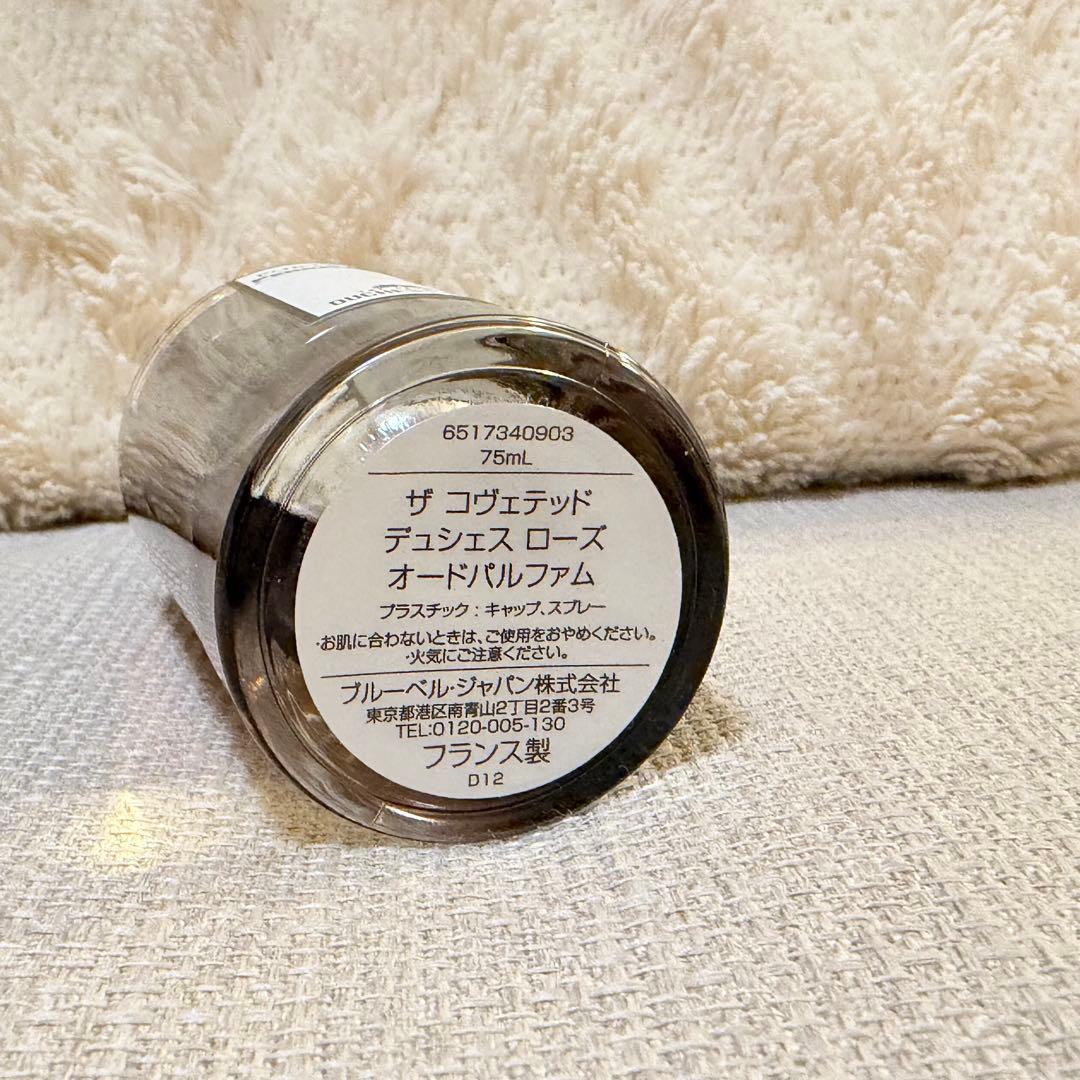 6517340903
75mL
ザ コヴェテッド
デュシェス ローズ
オードパルファム
プラスチック：キャップ、スプレー
・お肌に合わないときは、ご使用をおやめください。
・火気にご注意ください。
ブルーベル・ジャパン株式会社
東京都港区南青山2丁目2番3号
TEL:0120-005-130
フランス製
D12